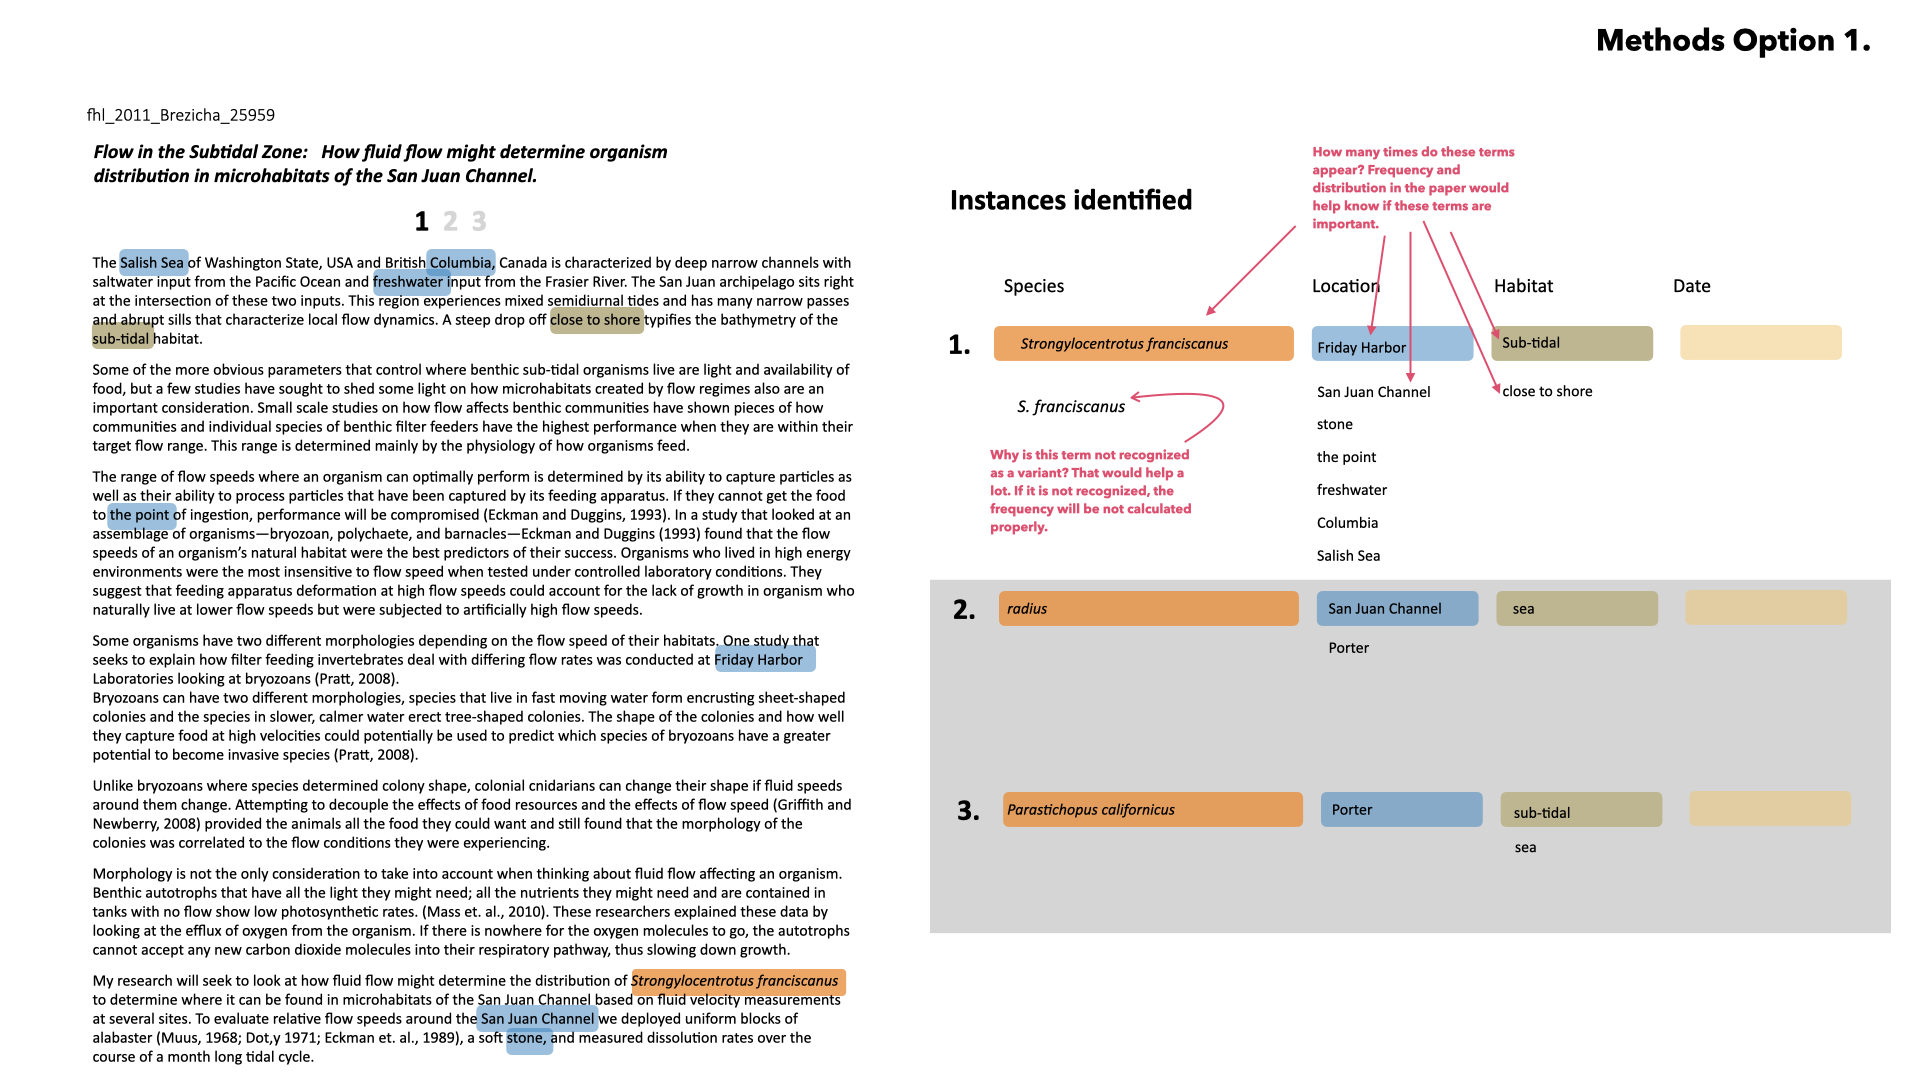 Methods Option 1.
fhl_2011_Brezicha_25959
Flow in the Subtidal Zone:   How fluid flow might determine organism
distribution in microhabitats of the San Juan Channel.
1 2 3
The Salish Sea of Washington State, USA and British Columbia, Canada is characterized by deep narrow channels with
saltwater input from the Pacific Ocean and freshwater input from the Frasier River. The San Juan archipelago sits right
at the intersection of these two inputs. This region experiences mixed semidiurnal tides and has many narrow passes
and abrupt sills that characterize local flow dynamics. A steep drop off close to shore typifies the bathymetry of the
sub-tidal habitat.
Some of the more obvious parameters that control where benthic sub-tidal organisms live are light and availability of
food, but a few studies have sought to shed some light on how microhabitats created by flow regimes also are an
important consideration. Small scale studies on how flow affects benthic communities have shown pieces of how
communities and individual species of benthic filter feeders have the highest performance when they are within their
target flow range. This range is determined mainly by the physiology of how organisms feed.
The range of flow speeds where an organism can optimally perform is determined by its ability to capture particles as
well as their ability to process particles that have been captured by its feeding apparatus. If they cannot get the food
to the point of ingestion, performance will be compromised (Eckman and Duggins, 1993). In a study that looked at an
assemblage of organisms—bryozoan, polychaete, and barnacles—Eckman and Duggins (1993) found that the flow
speeds of an organism's natural habitat were the best predictors of their success. Organisms who lived in high energy
environments were the most insensitive to flow speed when tested under controlled laboratory conditions. They
suggest that feeding apparatus deformation at high flow speeds could account for the lack of growth in organism who
naturally live at lower flow speeds but were subjected to artificially high flow speeds.
Some organisms have two different morphologies depending on the flow speed of their habitats. One study that
seeks to explain how filter feeding invertebrates deal with differing flow rates was conducted at Friday Harbor
Laboratories looking at bryozoans (Pratt, 2008).
Bryozoans can have two different morphologies, species that live in fast moving water form encrusting sheet-shaped
colonies and the species in slower, calmer water erect tree-shaped colonies. The shape of the colonies and how well
they capture food at high velocities could potentially be used to predict which species of bryozoans have a greater
potential to become invasive species (Pratt, 2008).
Unlike bryozoans where species determined colony shape, colonial cnidarians can change their shape if fluid speeds
around them change. Attempting to decouple the effects of food resources and the effects of flow speed (Griffith and
Newberry, 2008) provided the animals all the food they could want and still found that the morphology of the
colonies was correlated to the flow conditions they were experiencing.
Morphology is not the only consideration to take into account when thinking about fluid flow affecting an organism.
Benthic autotrophs that have all the light they might need; all the nutrients they might need and are contained in
tanks with no flow show low photosynthetic rates. (Mass et. al., 2010). These researchers explained these data by
looking at the efflux of oxygen from the organism. If there is nowhere for the oxygen molecules to go, the autotrophs
cannot accept any new carbon dioxide molecules into their respiratory pathway, thus slowing down growth.
My research will seek to look at how fluid flow might determine the distribution of Strongylocentrotus franciscanus
to determine where it can be found in microhabitats of the San Juan Channel based on fluid velocity measurements
at several sites. To evaluate relative flow speeds around the San Juan Channel we deployed uniform blocks of
alabaster (Muus, 1968; Dot,y 1971; Eckman et. al., 1989), a soft stone, and measured dissolution rates over the
course of a month long tidal cycle.
How many times do these terms
appear? Frequency and
distribution in the paper would
help know if these terms are
important.
Instances identified
Species Location Habitat Date
1. Strongylocentrotus franciscanus Friday Harbor Sub-tidal
San Juan Channel close to shore
S. franciscanus
stone
Why is this term not recognized
as a variant? That would help a
lot. If it is not recognized, the
frequency will be not calculated
properly.
the point
freshwater
Columbia
Salish Sea
2. radius San Juan Channel sea
Porter
3. Parastichopus californicus Porter sub-tidal
sea